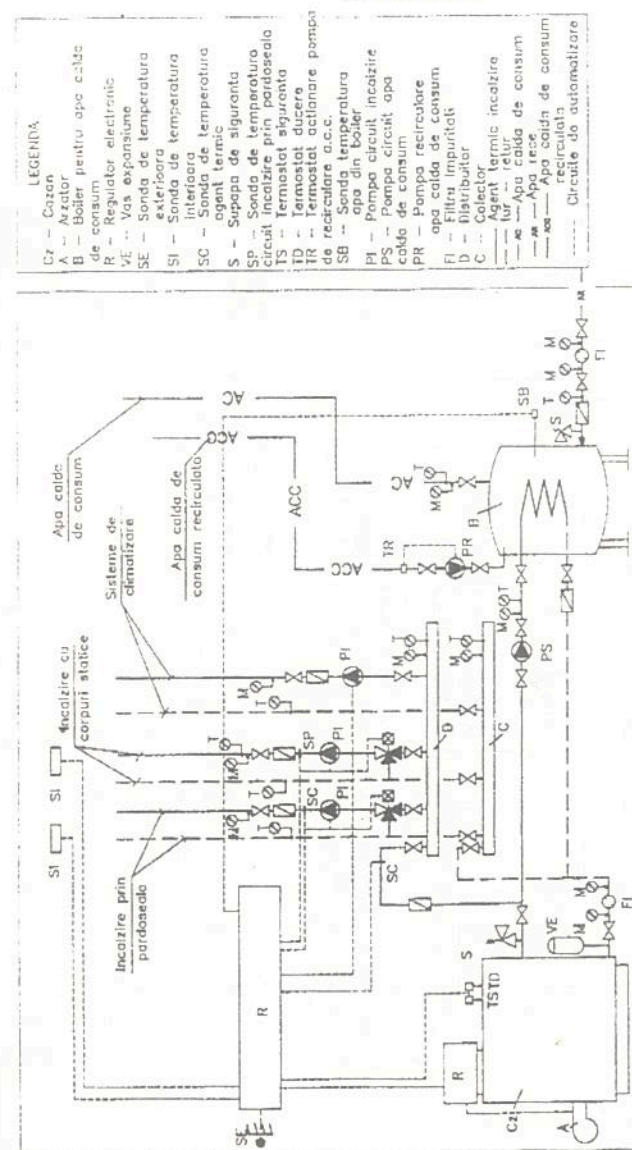 LEGENDA
Cz -- Cazan
A -- Arzator
B -- Boiler pentru apa calda
de consum
R -- Regulator electronic
VE -- Vas expansiune
SE -- Sonda de temperatura
exterioara
SI -- Sonda de temperatura
interioara
SC -- Sonda de temperatura
agent termic
S -- Supapa de siguranta
SP -- Sonda de temperatura
circuit incalzire prin pardoseala
TS -- Termostat siguranta
TD -- Termostat ducere
TR -- Termostat actionare pompa
de recirculare a.c.c.
SB -- Sonda temperatura
apa din boiler
PI -- Pompa circuit incalzire
PS -- Pompa circuit apa
calda de consum
PR -- Pompa recirculare
apa calda de consum
FI -- Filtru impuritati
D -- Distribuitor
C -- Colector
Agent termic incalzire
tur -- retur
AC -- Apa calda de consum
AR -- Apa rece
ACC -- Apa calda de consum
recirculata
Circuite de automatizare
SI
SI
Incalzire cu
corpuri statice
Sisteme de
climatizare
Apa calda
de consum
Apa calda de
consum recirculata
Incalzire prin
pardoseala
AC
ACC
ACC
ACC
AC
SB
TR
PR
B
S
T
M
M
FI
M
M
T
M
T
M
T
PI
M
T
SP
PI
M
T
SC
PI
M
T
M
T
D
C
SC
M
T
PS
SE
R
R
TSTD
S
VE
M
M
FI
Cz
A